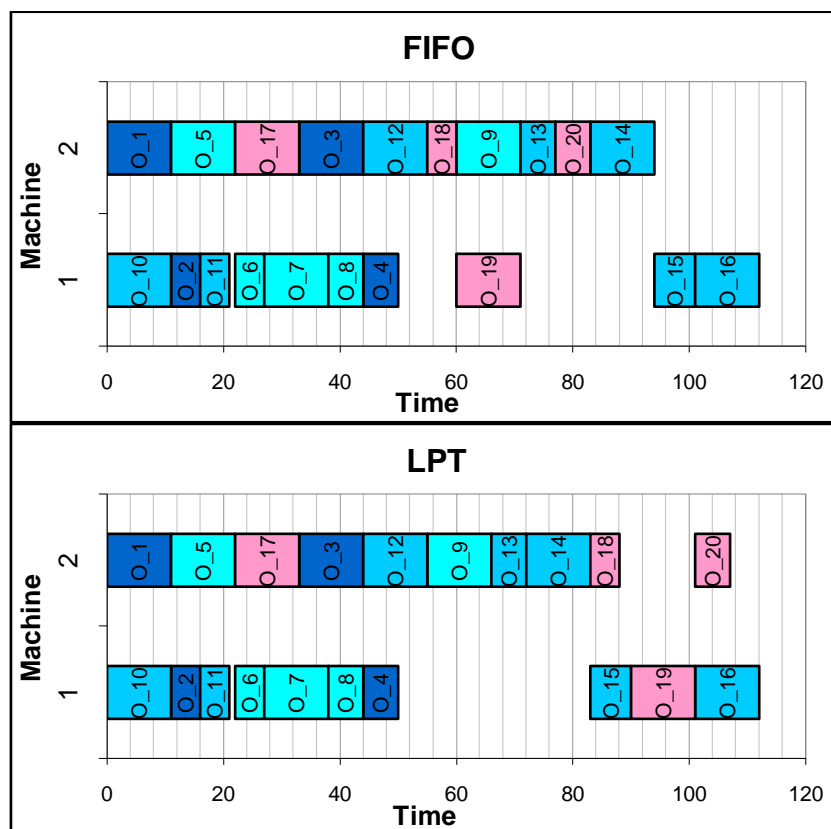 FIFO
Machine
2
O_1 O_5 O_17 O_3 O_12 O_18 O_9 O_13 O_20 O_14
1
O_10 O_2 O_11 O_6 O_7 O_8 O_4 O_19 O_15 O_16
0 20 40 60 80 100 120
Time
LPT
Machine
2
O_1 O_5 O_17 O_3 O_12 O_9 O_13 O_14 O_18 O_20
1
O_10 O_2 O_11 O_6 O_7 O_8 O_4 O_15 O_19 O_16
0 20 40 60 80 100 120
Time